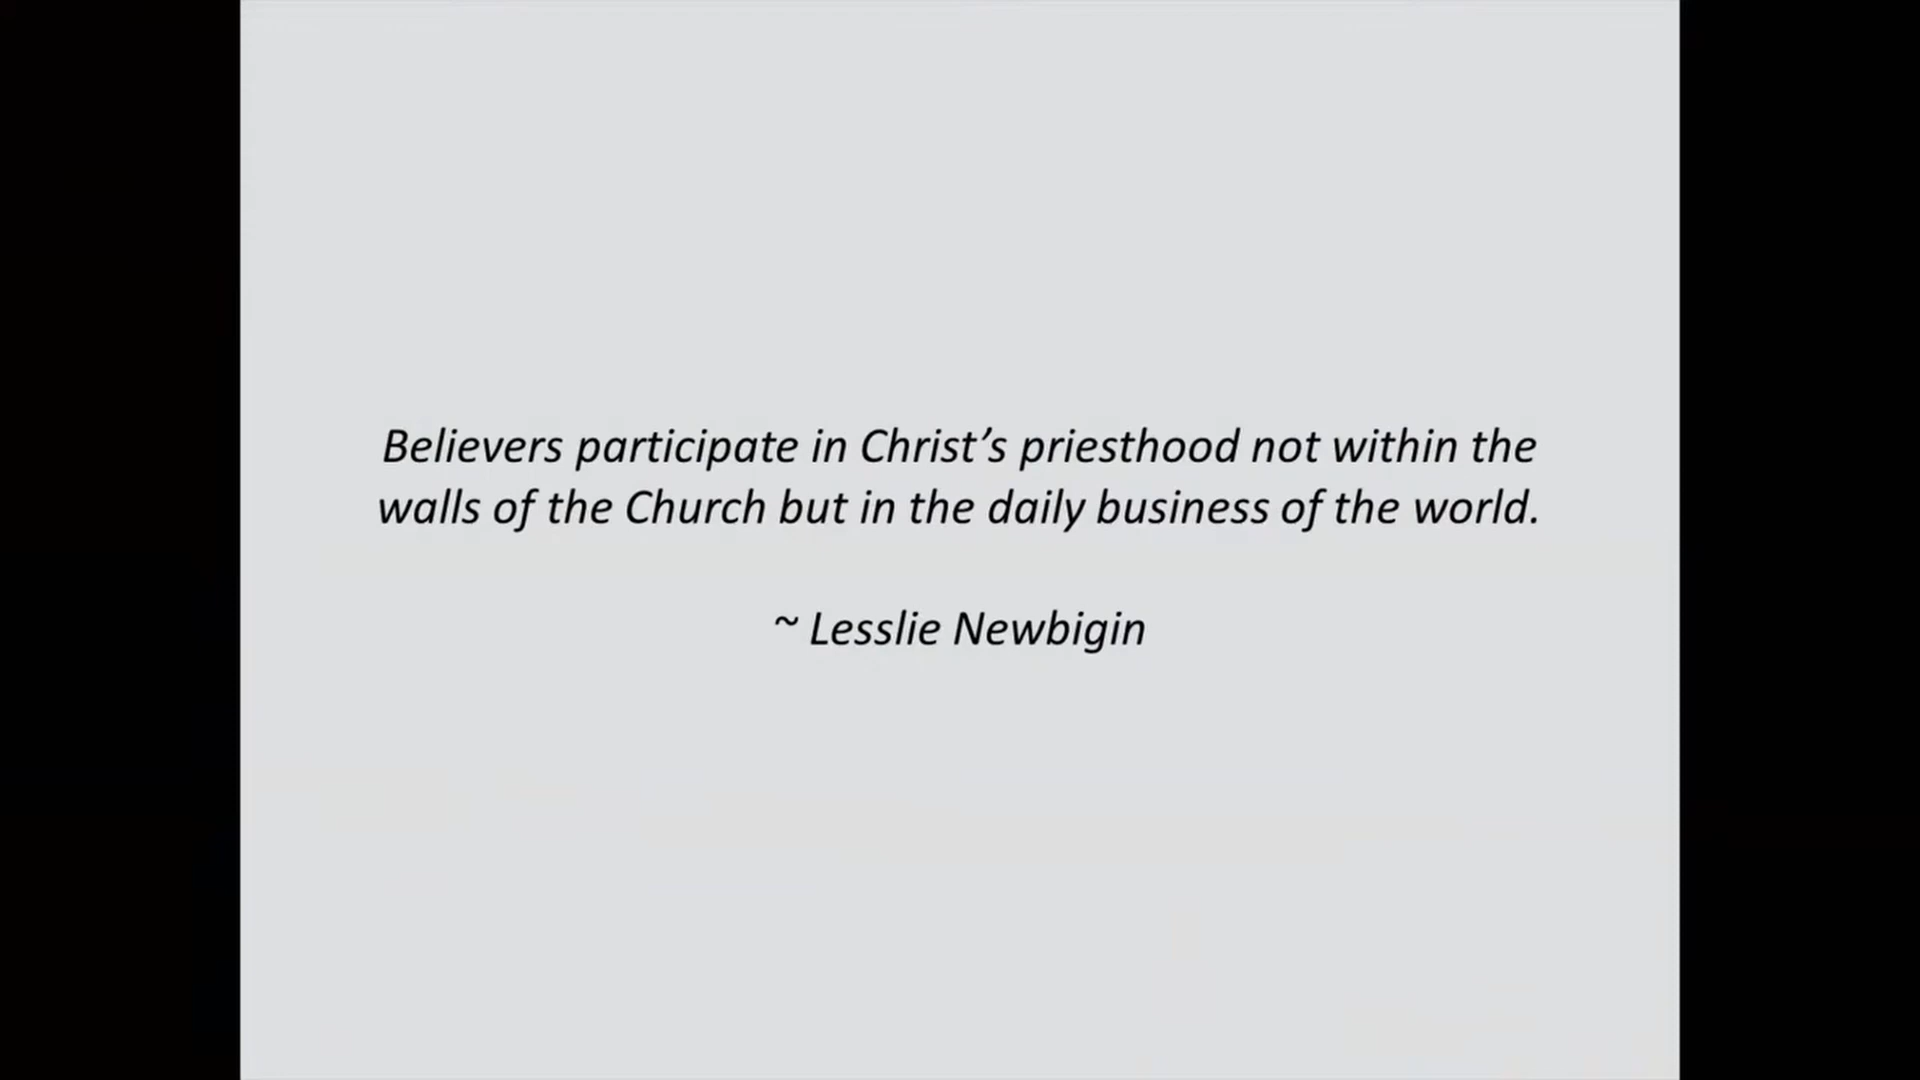 Believers participate in Christ’s priesthood not within the
walls of the Church but in the daily business of the world.
~ Lesslie Newbigin